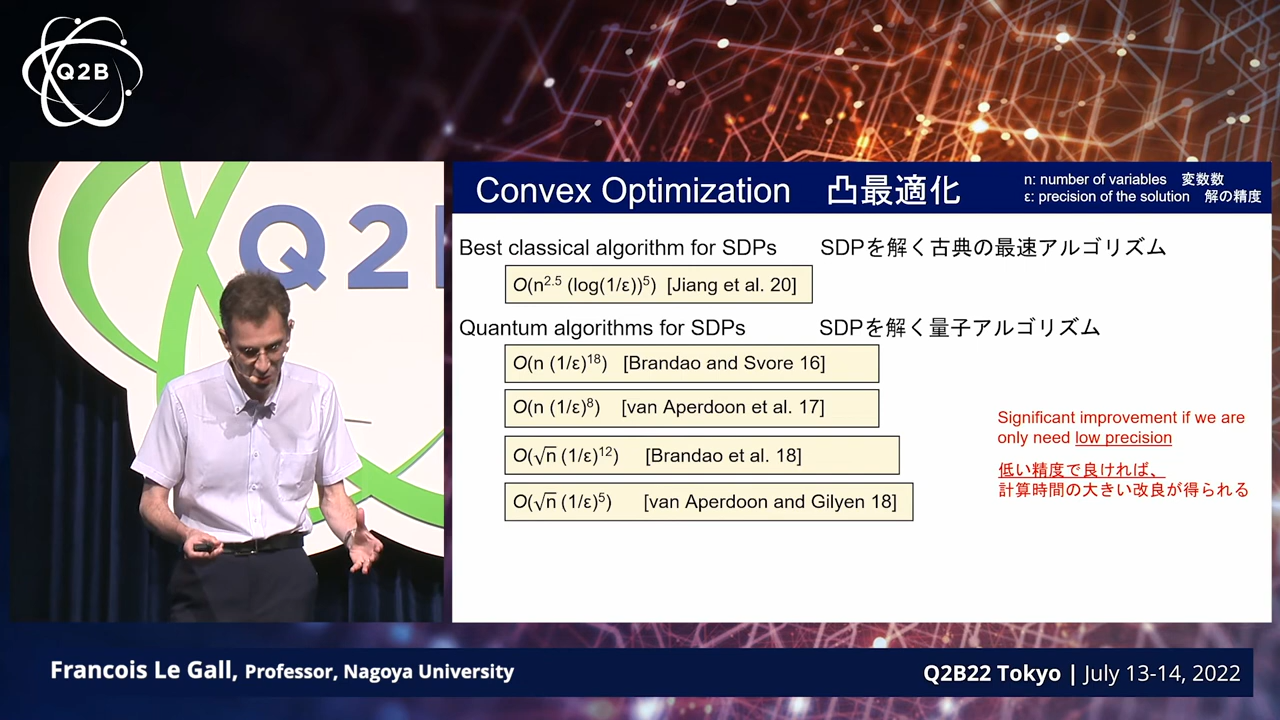 Q2B
Q2
Convex Optimization 凸最適化
n: number of variables 変数数
ε: precision of the solution 解の精度
Best classical algorithm for SDPs SDPを解く古典の最速アルゴリズム
O(n^2.5 (log(1/ε))^5) [Jiang et al. 20]
Quantum algorithms for SDPs SDPを解く量子アルゴリズム
O(n (1/ε)^18) [Brandao and Svore 16]
O(n (1/ε)^8) [van Aperdoon et al. 17]
O(√n (1/ε)^12) [Brandao et al. 18]
O(√n (1/ε)^5) [van Aperdoon and Gilyen 18]
Significant improvement if we are
only need low precision
低い精度で良ければ、
計算時間の大きい改良が得られる
Francois Le Gall, Professor, Nagoya University
Q2B22 Tokyo | July 13-14, 2022